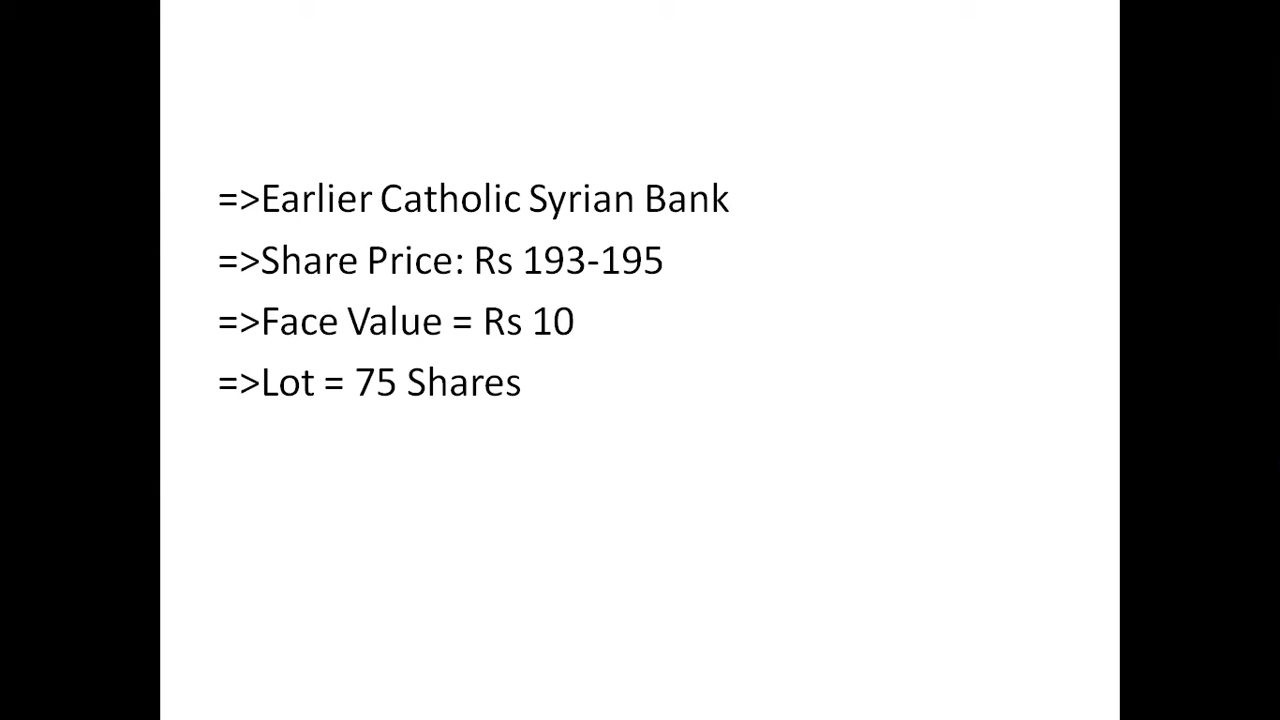 =>Earlier Catholic Syrian Bank
=>Share Price: Rs 193-195
=>Face Value = Rs 10
=>Lot = 75 Shares